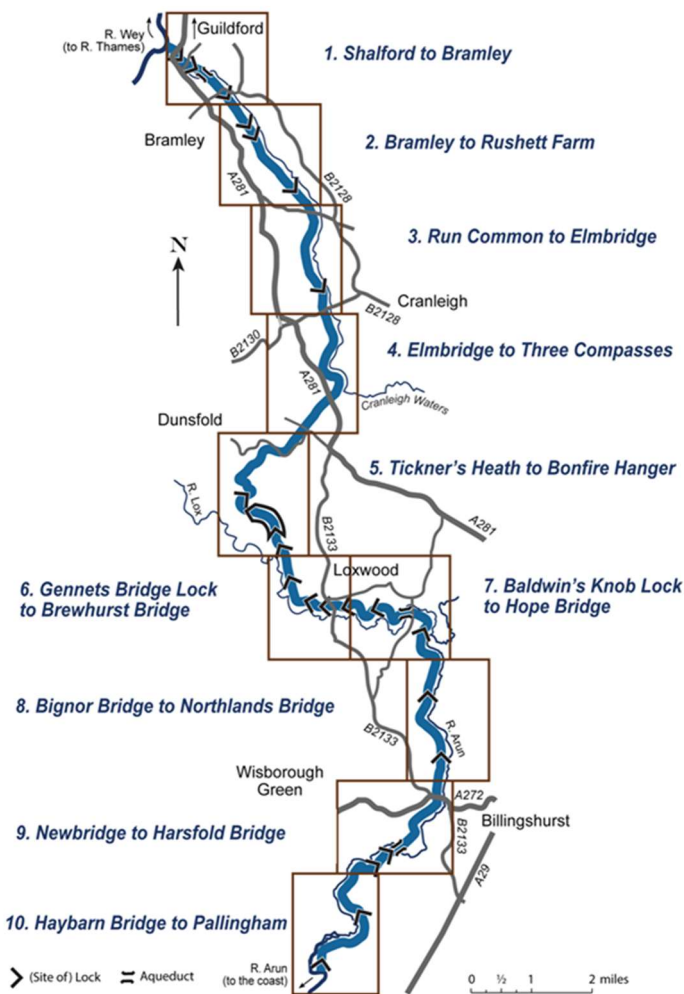 R. Wey
(to R. Thames)
Guildford
1. Shalford to Bramley
Bramley
2. Bramley to Rushett Farm
A281
B2128
N
3. Run Common to Elmbridge
Cranleigh
B2128
B2130
A281
4. Elmbridge to Three Compasses
Cranleigh Waters
Dunsfold
5. Tickner's Heath to Bonfire Hanger
R. Lox
B2133
A281
Loxwood
6. Gennets Bridge Lock
to Brewhurst Bridge
7. Baldwin's Knob Lock
to Hope Bridge
8. Bignor Bridge to Northlands Bridge
R. Arun
B2133
Wisborough
Green
A272
Billingshurst
B2133
9. Newbridge to Harsfold Bridge
A29
10. Haybarn Bridge to Pallingham
(Site of) Lock
Aqueduct
R. Arun
(to the coast)
0 ½ 1 2 miles